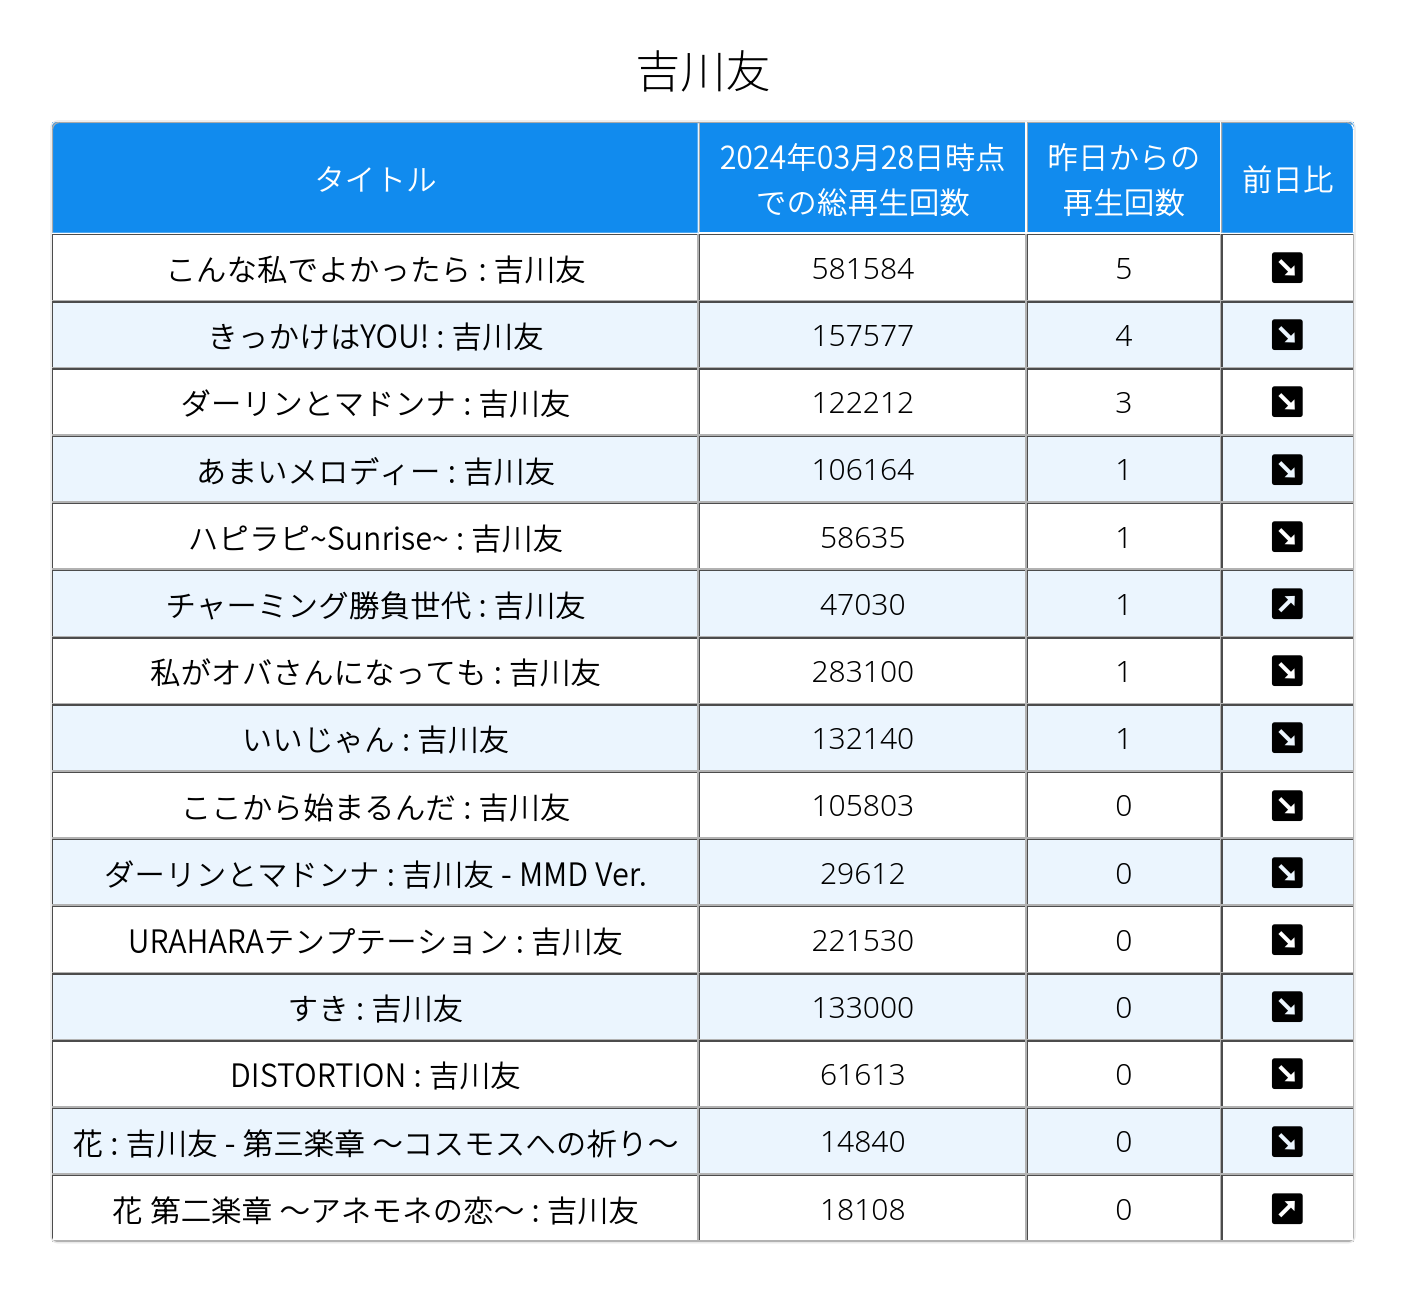 吉川友
タイトル 2024年03月28日時点での総再生回数 昨日からの再生回数 前日比
こんな私でよかったら : 吉川友 581584 5
きっかけはYOU! : 吉川友 157577 4
ダーリンとマドンナ : 吉川友 122212 3
あまいメロディー : 吉川友 106164 1
ハピラピ~Sunrise~ : 吉川友 58635 1
チャーミング勝負世代 : 吉川友 47030 1
私がオバさんになっても : 吉川友 283100 1
いいじゃん : 吉川友 132140 1
ここから始まるんだ : 吉川友 105803 0
ダーリンとマドンナ : 吉川友 - MMD Ver. 29612 0
URAHARAテンプテーション : 吉川友 221530 0
すき : 吉川友 133000 0
DISTORTION : 吉川友 61613 0
花 : 吉川友 - 第三楽章 ～コスモスへの祈り～ 14840 0
花 第二楽章 ～アネモネの恋～ : 吉川友 18108 0